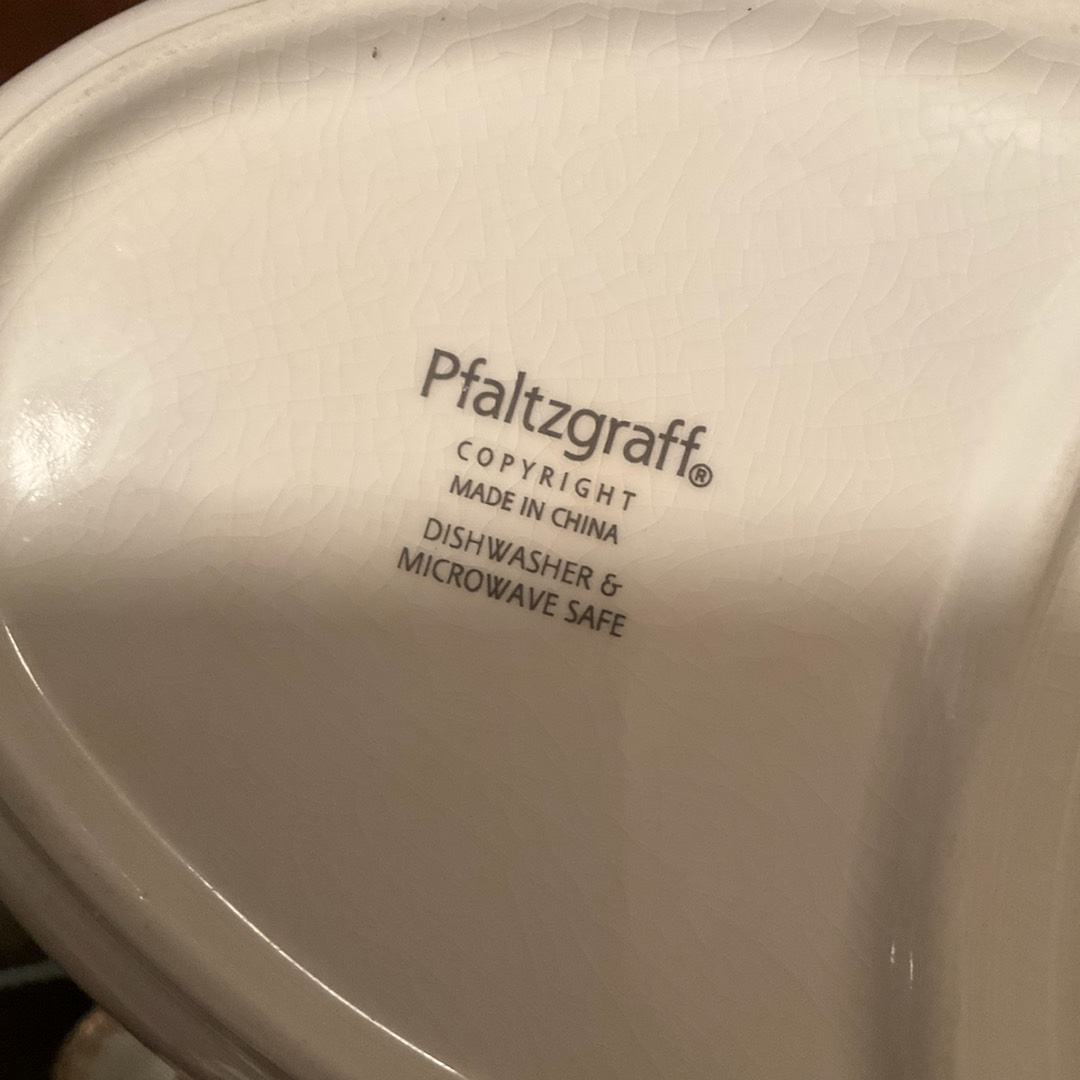 Pfaltzgraff®
COPYRIGHT
MADE IN CHINA
DISHWASHER &
MICROWAVE SAFE